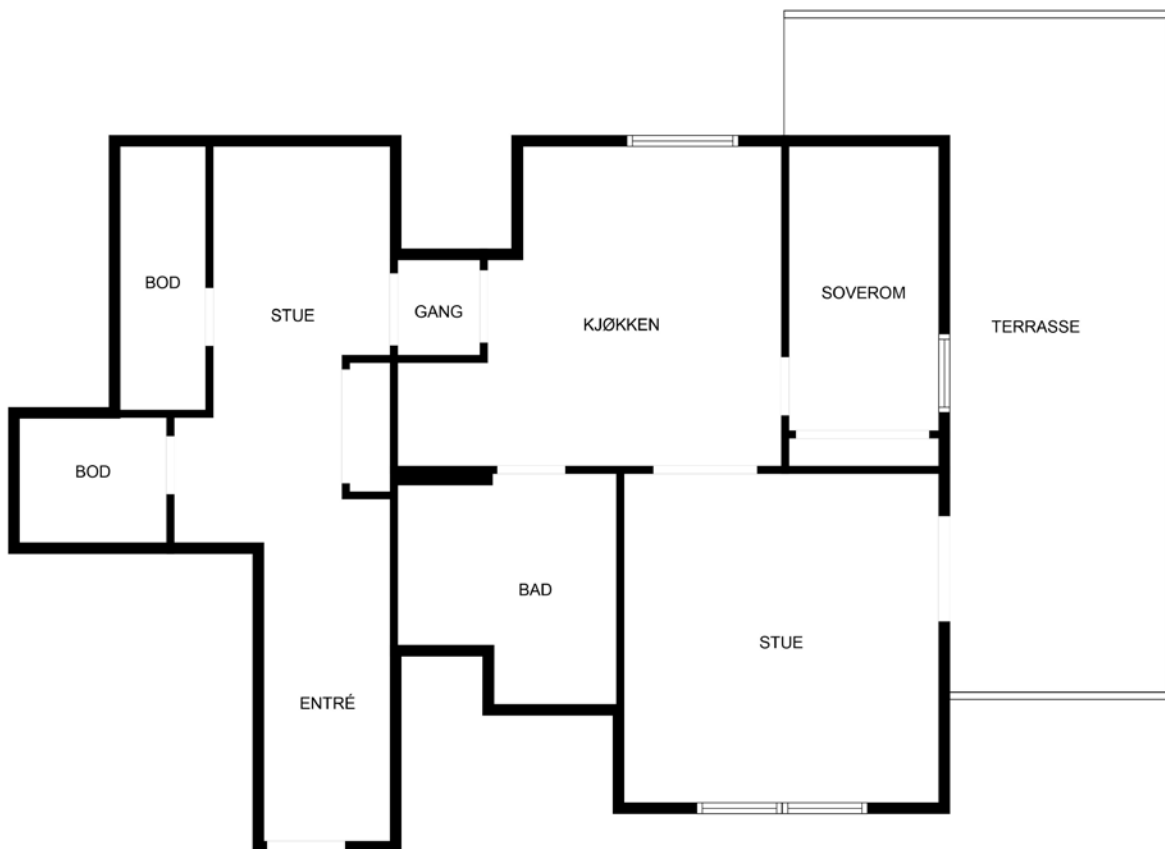 BOD
STUE
GANG
KJØKKEN
SOVEROM
TERRASSE
BOD
BAD
STUE
ENTRÉ